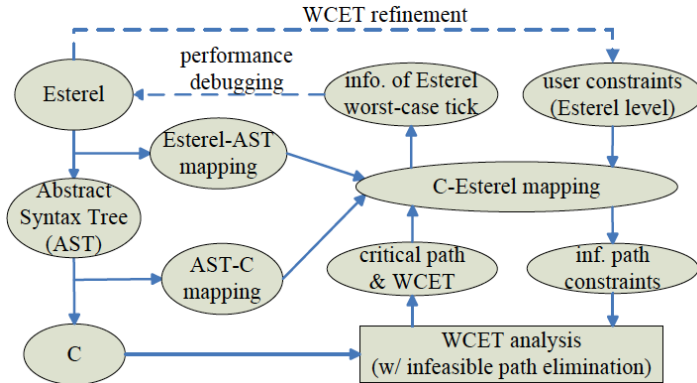 WCET refinement
performance
debugging
Esterel
info. of Esterel
worst-case tick
user constraints
(Esterel level)
Esterel-AST
mapping
Abstract
Syntax Tree
(AST)
C-Esterel mapping
AST-C
mapping
critical path
& WCET
inf. path
constraints
C
WCET analysis
(w/ infeasible path elimination)